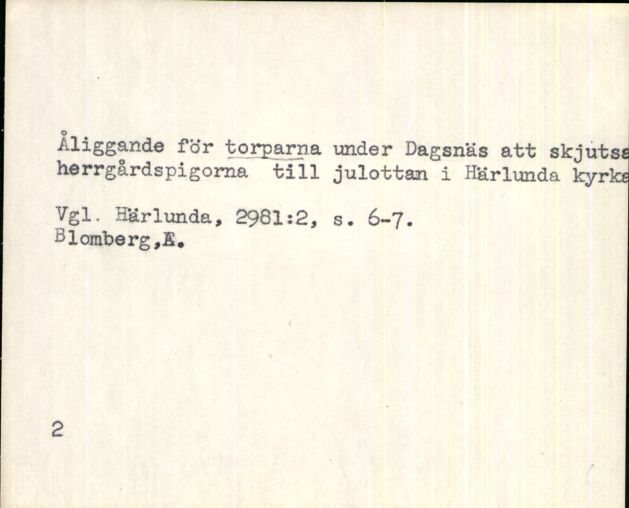 Åliggande för torparna under Dagsnäs att skjutsa
herrgårdspigorna till julottan i Härlunda kyrka
Vgl. Härlunda, 2981:2, s. 6-7.
Blomberg,
2